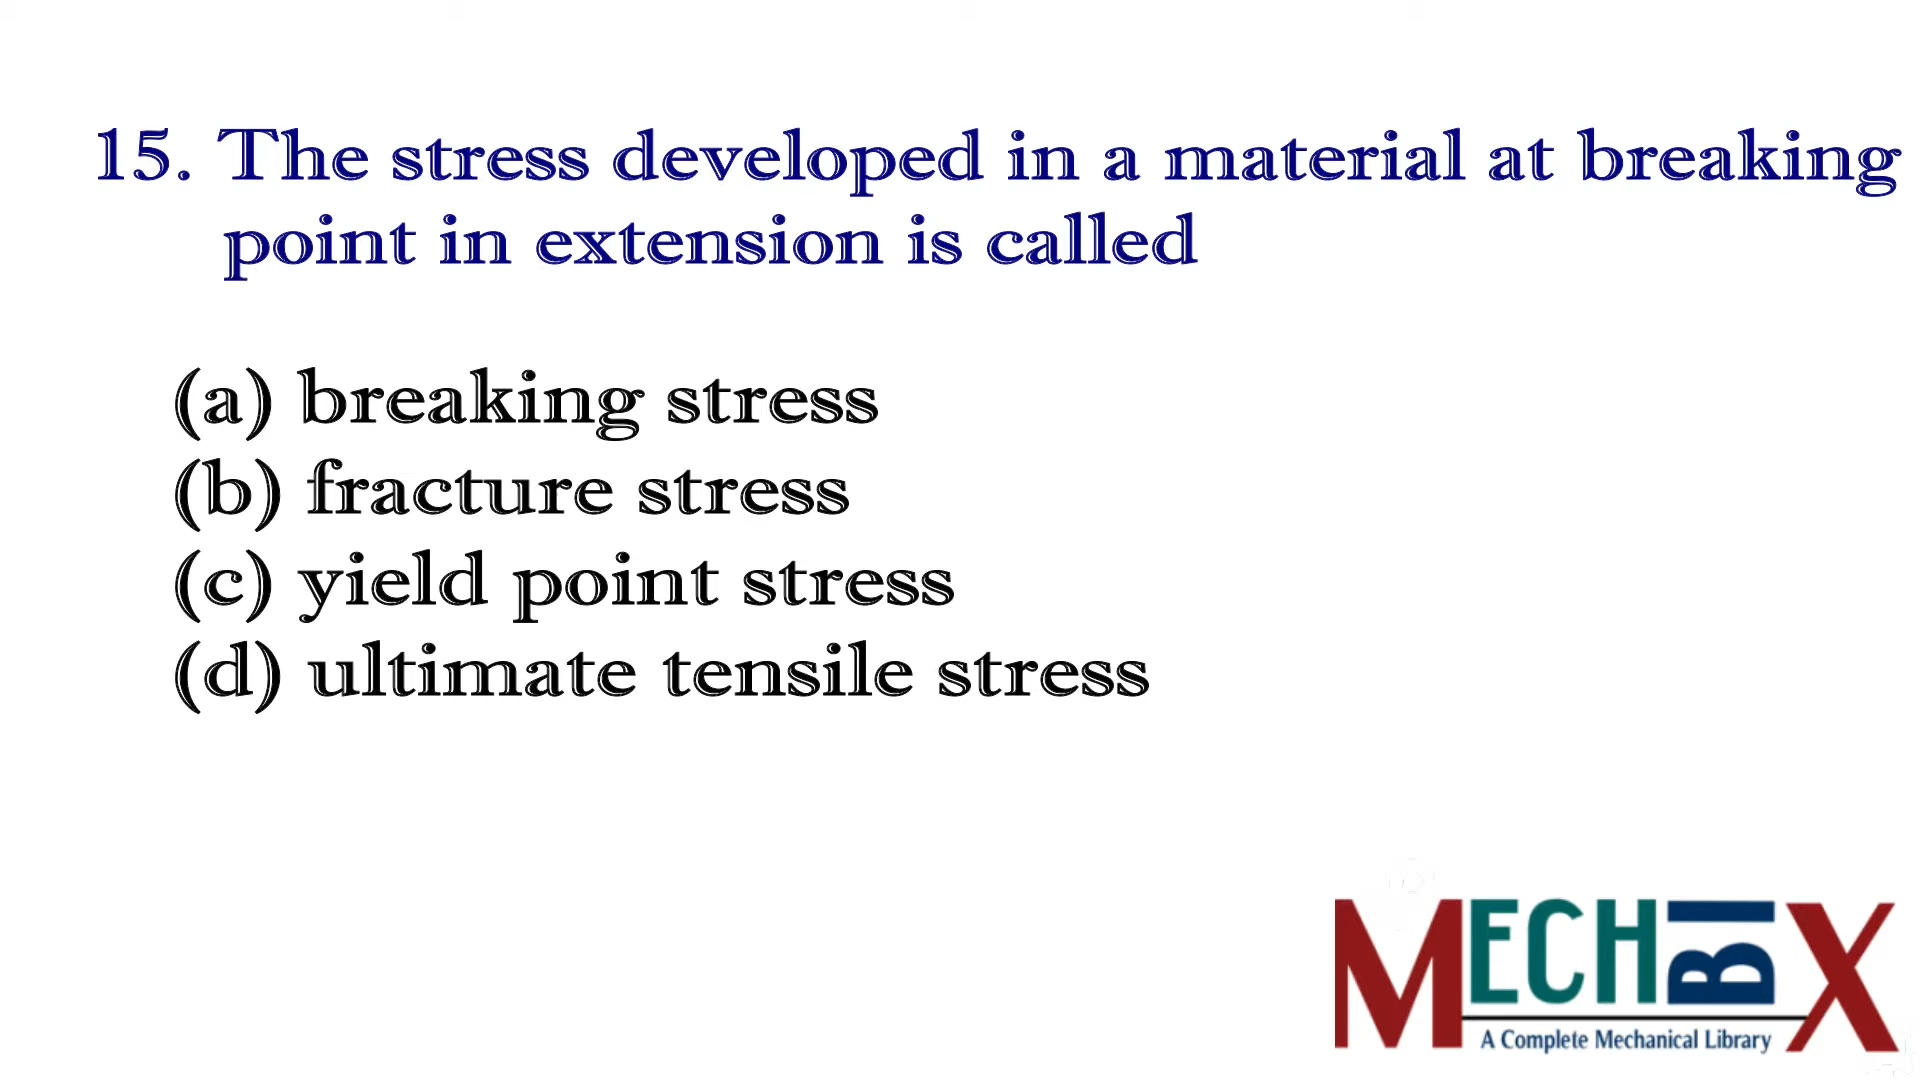 15. The stress developed in a material at breaking
point in extension is called
(a) breaking stress
(b) fracture stress
(c) yield point stress
(d) ultimate tensile stress
MECHBIX
A Complete Mechanical Library